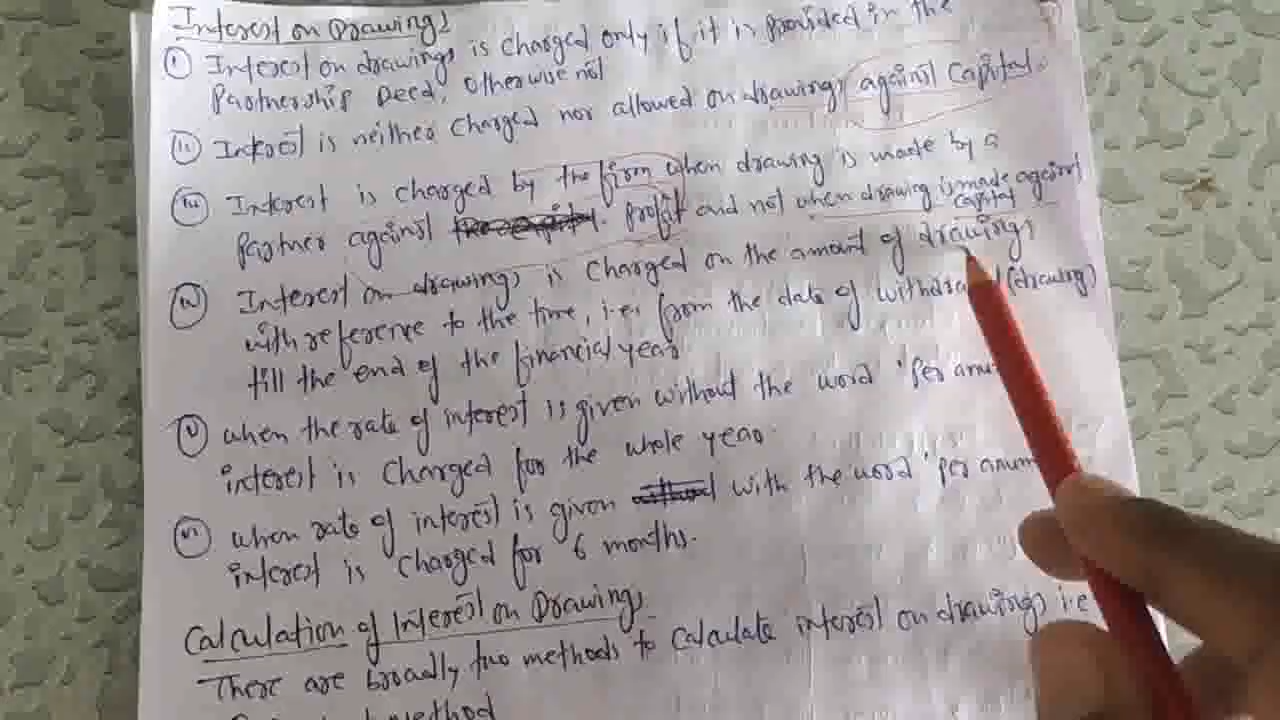 Interest on Drawings
(i) Interest on drawings is charged only if it is provided in the
Partnership Deed, otherwise not
(ii) Interest is neither charged nor allowed on drawings against capital.
(iii) Interest is charged by the firm when drawing is made by a
Partner against profit and not when drawing is made against
capital
(iv) Interest on drawings is charged on the amount of drawings
with reference to the time, i.e. from the date of (drawing)
till the end of the financial year
(v) when the rate of interest is given without the word 'Per
interest is charged for the whole year.
(vi) when rate of interest is given with the word 'per anum
interest is charged for 6 months.
Calculation of Interest on Drawings
There are broadly two methods to calculate interest on drawings i.e
method